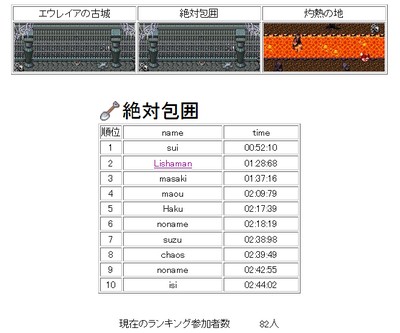 エウレイアの古城 絶対包囲 灼熱の地
絶対包囲
順位 name time
1 sui 00:52:10
2 Lishaman 01:28:68
3 masaki 01:37:16
4 maou 02:09:79
5 Haku 02:17:39
6 noname 02:18:19
7 suzu 02:38:98
8 chaos 02:39:49
9 noname 02:42:55
10 isi 02:44:02
現在のランキング参加者数 82人